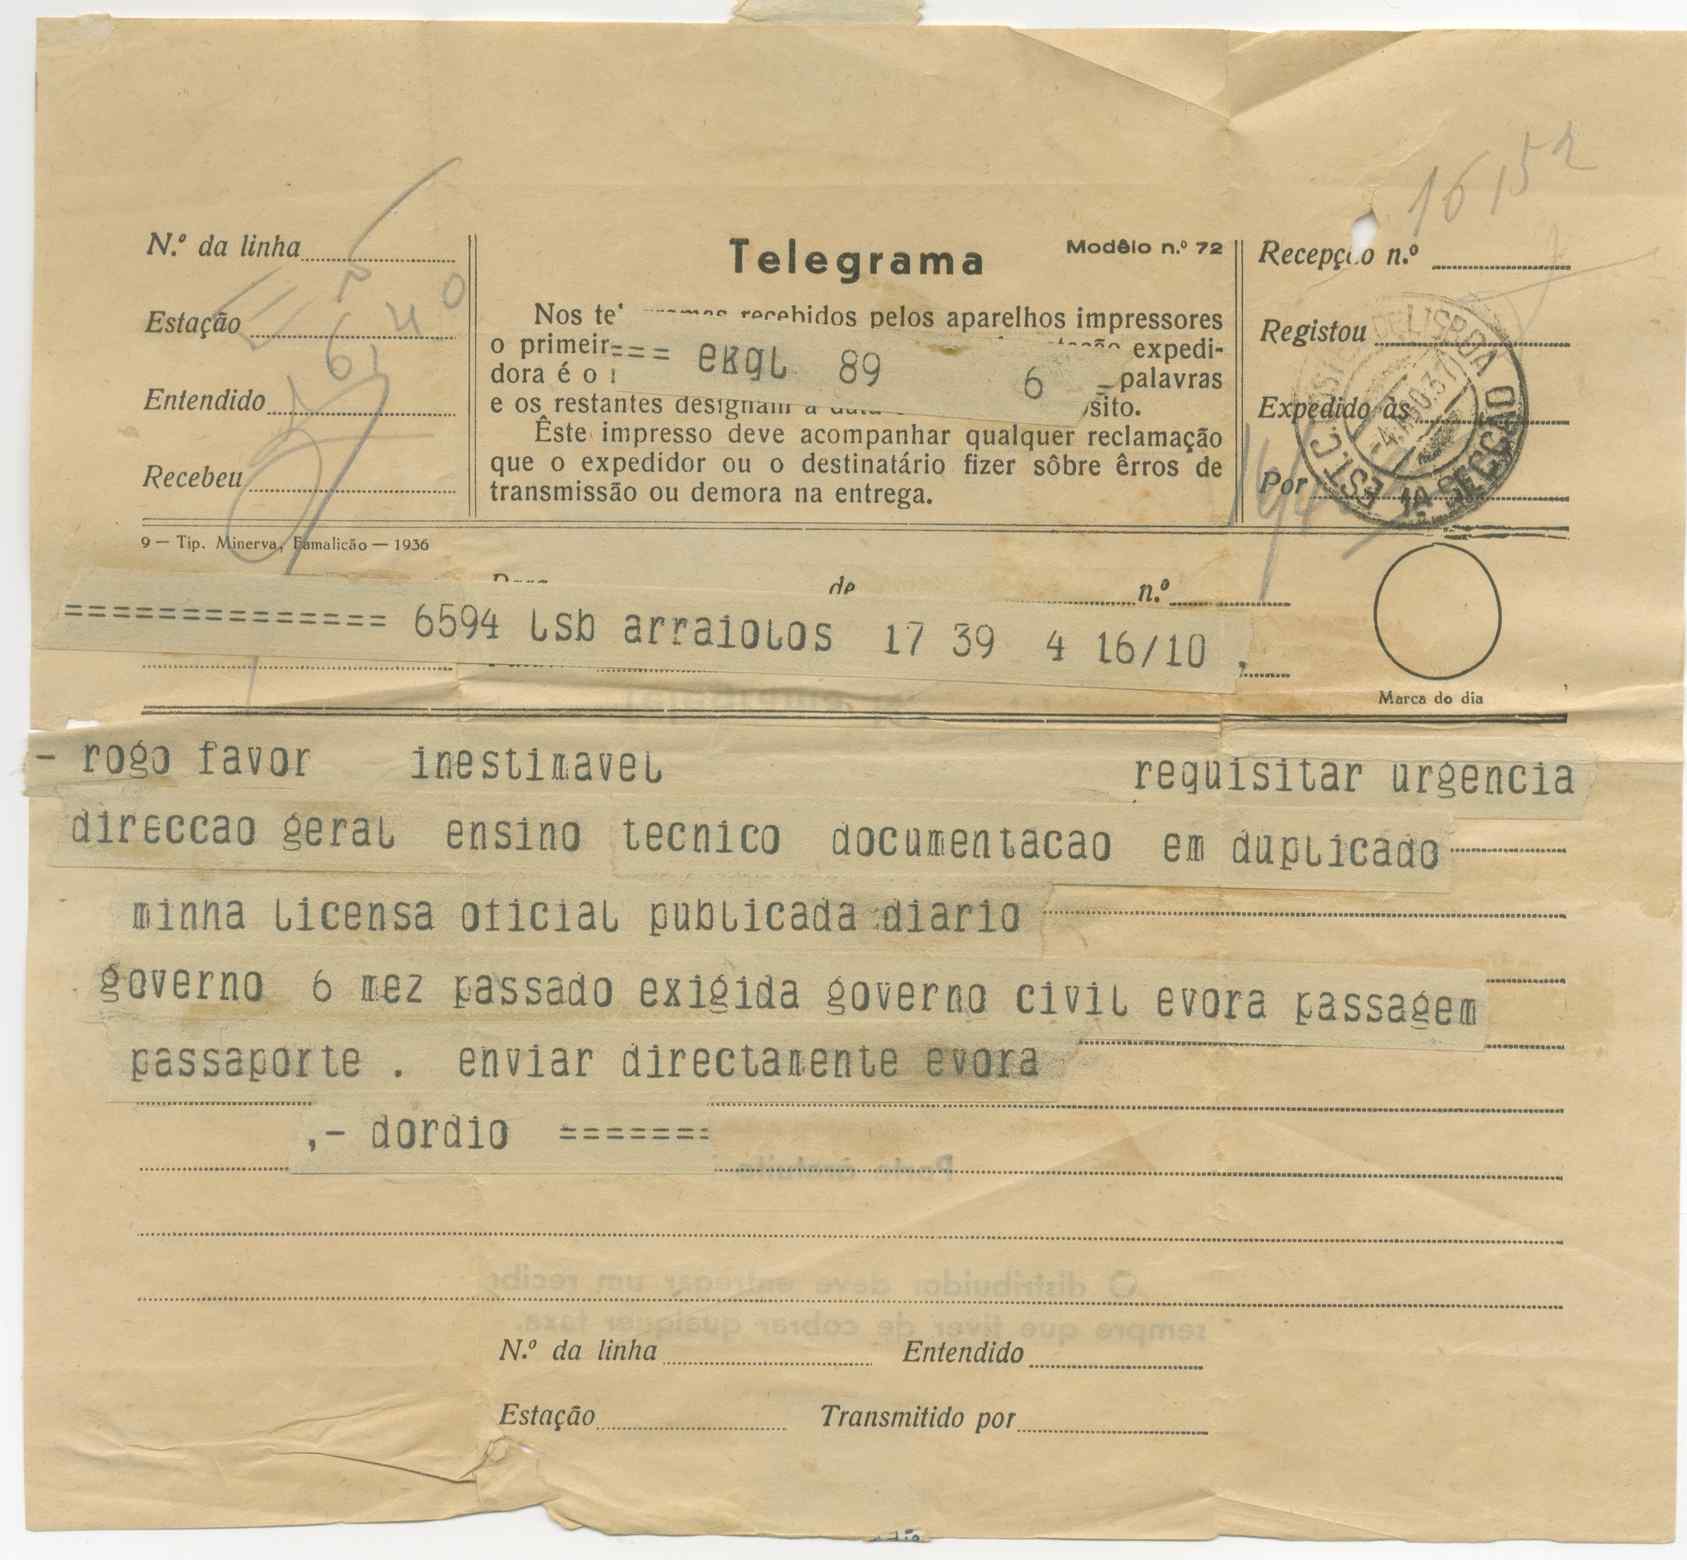 16152
N.º da linha
Estação
Entendido
Recebeu
Telegrama
Modêlo n.º 72
Nos te recebidos pelos aparelhos impressores
o primeir expedi-
dora é o palavras
e os restantes designam a sito.
=== ekgl 89 6 =
Êste impresso deve acompanhar qualquer reclamação
que o expedidor ou o destinatário fizer sôbre êrros de
transmissão ou demora na entrega.
Recepção n.º
Registou
Expedido às
Por
1ª SECÇÃO
9 — Tip. Minerva, Famalicão — 1936
de n.º
============== 6594 lsb arraiolos 17 39 4 16/10 ,
Marca do dia
- rogo favor inestimavel requisitar urgencia
direccao geral ensino tecnico documentacao em duplicado
minha licensa oficial publicada diario
governo 6 mez passado exigida governo civil evora passagem
passaporte . enviar directamente evora
,- dordio =======
N.º da linha Entendido
Estação Transmitido por